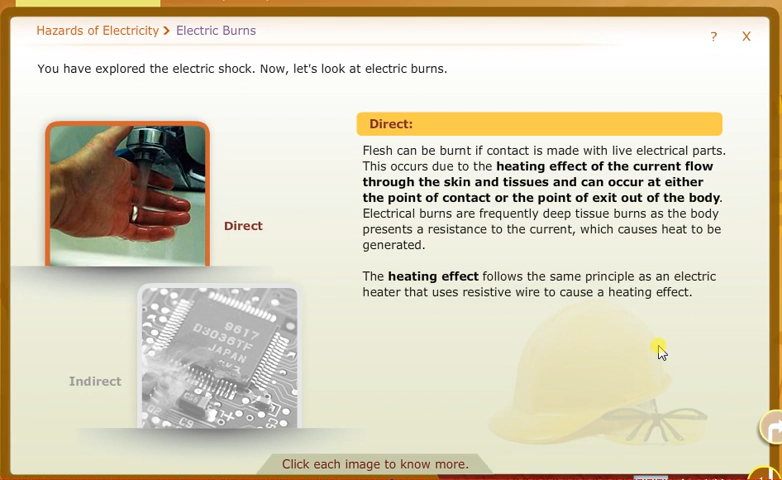 Hazards of Electricity > Electric Burns
? X
You have explored the electric shock. Now, let's look at electric burns.
Direct:
Flesh can be burnt if contact is made with live electrical parts.
This occurs due to the heating effect of the current flow
through the skin and tissues and can occur at either
the point of contact or the point of exit out of the body.
Electrical burns are frequently deep tissue burns as the body
presents a resistance to the current, which causes heat to be
generated.
The heating effect follows the same principle as an electric
heater that uses resistive wire to cause a heating effect.
Direct
9617
D3036TF
JAPAN
Indirect
C9
Click each image to know more.